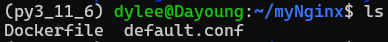 (py3_11_6) dylee@Dayoung:~/myNginx$ ls
Dockerfile  default.conf